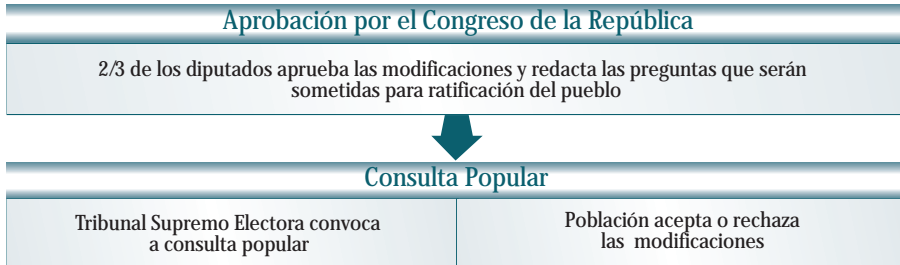 Aprobación por el Congreso de la República
2/3 de los diputados aprueba las modificaciones y redacta las preguntas que serán
sometidas para ratificación del pueblo
Consulta Popular
Tribunal Supremo Electora convoca
a consulta popular
Población acepta o rechaza
las modificaciones